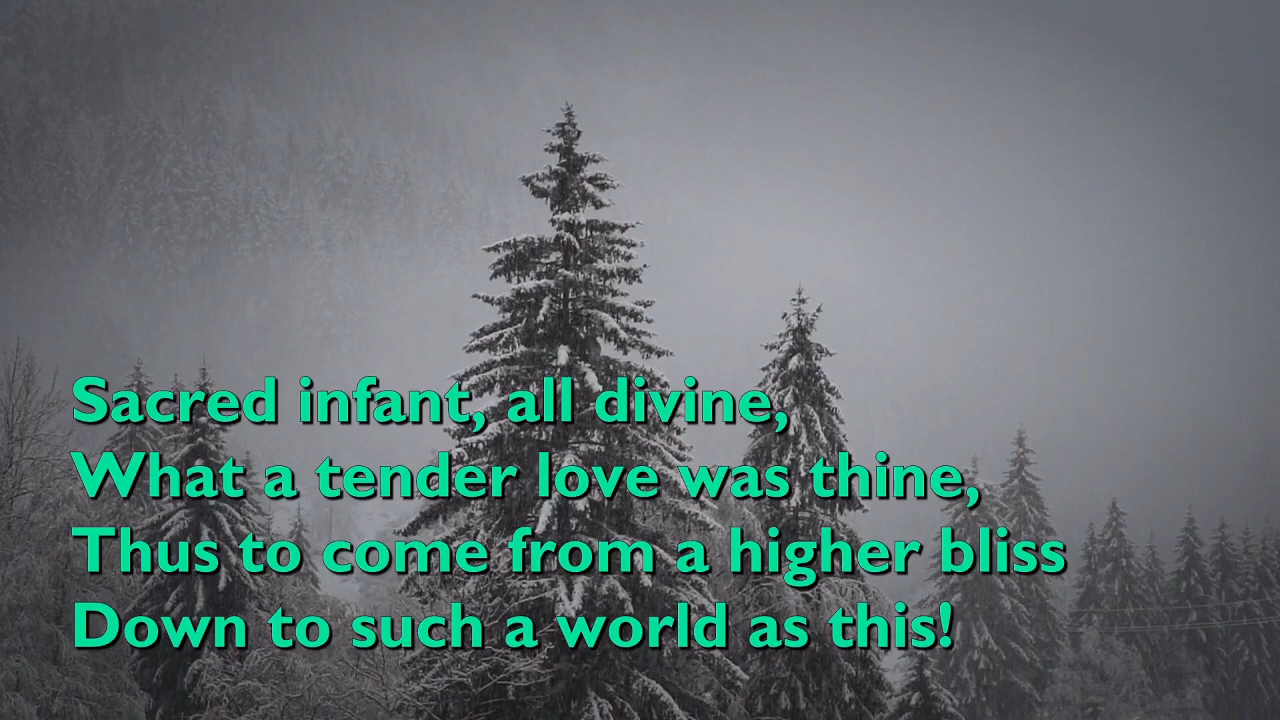 Sacred infant, all divine,
What a tender love was thine,
Thus to come from a higher bliss
Down to such a world as this!